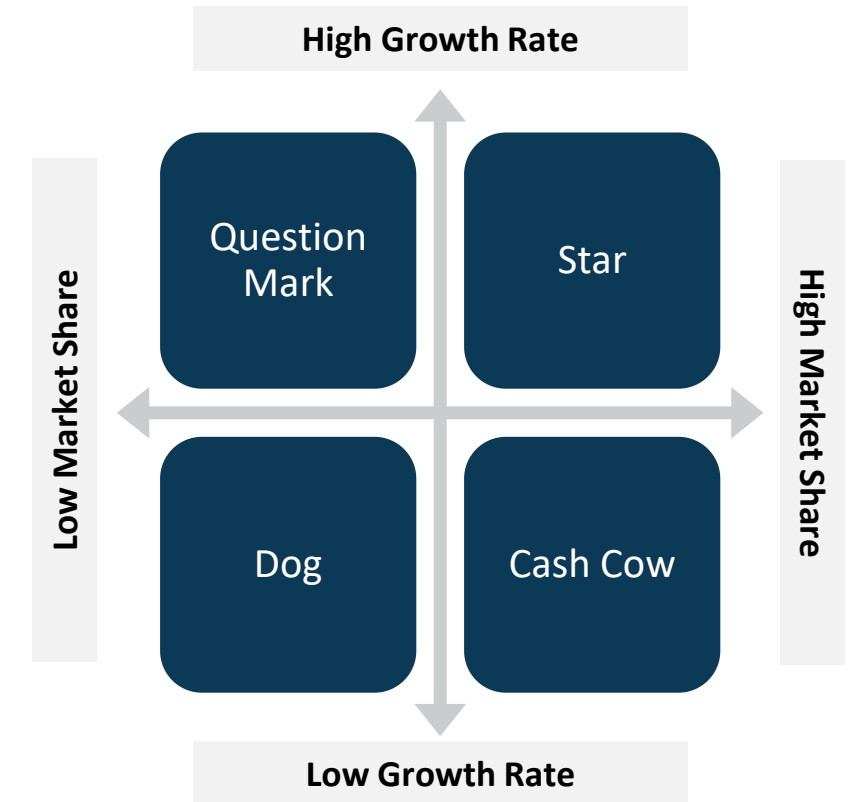 High Growth Rate
Question
Mark
Star
Low Market Share
High Market Share
Dog
Cash Cow
Low Growth Rate